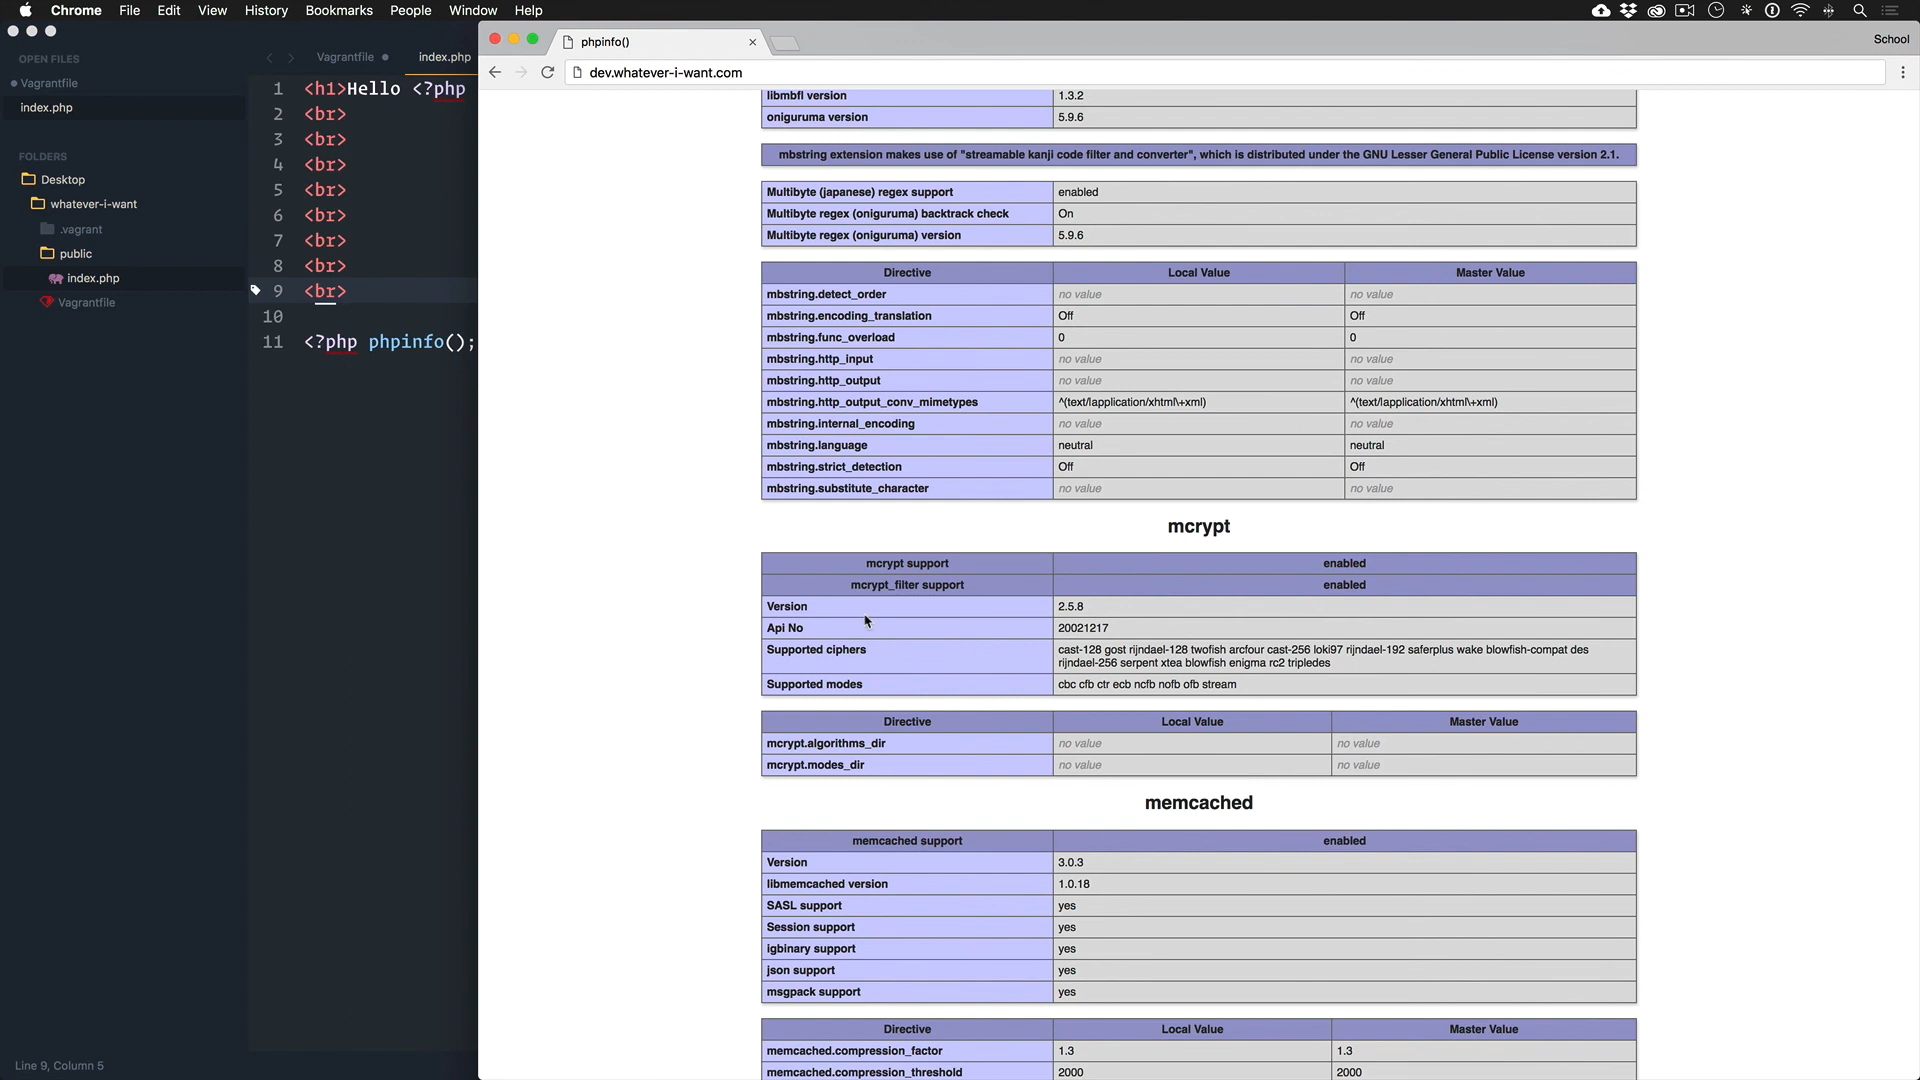 Chrome File Edit View History Bookmarks People Window Help
OPEN FILES
Vagrantfile
index.php
FOLDERS
Desktop
whatever-i-want
.vagrant
public
index.php
Vagrantfile
Vagrantfile index.php
1 <h1>Hello <?php
2 <br>
3 <br>
4 <br>
5 <br>
6 <br>
7 <br>
8 <br>
9 <br>
10
11 <?php phpinfo();
Line 9, Column 5
phpinfo()
School
dev.whatever-i-want.com
libmbfl version 1.3.2
oniguruma version 5.9.6
mbstring extension makes use of "streamable kanji code filter and converter", which is distributed under the GNU Lesser General Public License version 2.1.
Multibyte (japanese) regex support enabled
Multibyte regex (oniguruma) backtrack check On
Multibyte regex (oniguruma) version 5.9.6
Directive Local Value Master Value
mbstring.detect_order no value no value
mbstring.encoding_translation Off Off
mbstring.func_overload 0 0
mbstring.http_input no value no value
mbstring.http_output no value no value
mbstring.http_output_conv_mimetypes ^(text/|application/xhtml\+xml) ^(text/|application/xhtml\+xml)
mbstring.internal_encoding no value no value
mbstring.language neutral neutral
mbstring.strict_detection Off Off
mbstring.substitute_character no value no value
mcrypt
mcrypt support enabled
mcrypt_filter support enabled
Version 2.5.8
Api No 20021217
Supported ciphers cast-128 gost rijndael-128 twofish arcfour cast-256 loki97 rijndael-192 saferplus wake blowfish-compat des
rijndael-256 serpent xtea blowfish enigma rc2 tripledes
Supported modes cbc cfb ctr ecb ncfb nofb ofb stream
Directive Local Value Master Value
mcrypt.algorithms_dir no value no value
mcrypt.modes_dir no value no value
memcached
memcached support enabled
Version 3.0.3
libmemcached version 1.0.18
SASL support yes
Session support yes
igbinary support yes
json support yes
msgpack support yes
Directive Local Value Master Value
memcached.compression_factor 1.3 1.3
memcached.compression_threshold 2000 2000